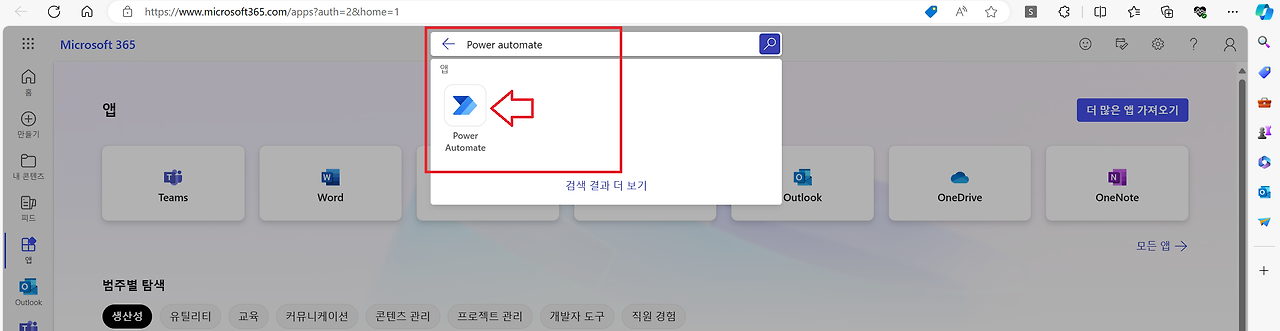 https://www.microsoft365.com/apps?auth=2&home=1
Microsoft 365
Power automate
앱
Power
Automate
검색 결과 더 보기
홈
만들기
내 콘텐츠
피드
앱
Outlook
앱
더 많은 앱 가져오기
Teams
Word
Outlook
OneDrive
OneNote
모든 앱
범주별 탐색
생산성
유틸리티
교육
커뮤니케이션
콘텐츠 관리
프로젝트 관리
개발자 도구
직원 경험